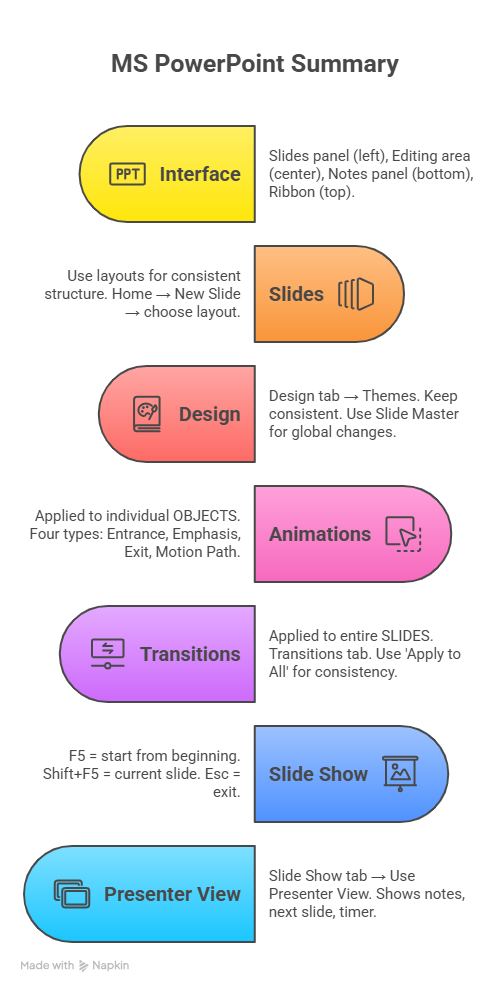 MS PowerPoint Summary
PPT
Interface
Slides panel (left), Editing area
(center), Notes panel (bottom),
Ribbon (top).
Use layouts for consistent
structure. Home → New Slide
→ choose layout.
Slides
Design
Design tab → Themes. Keep
consistent. Use Slide Master
for global changes.
Applied to individual OBJECTS.
Four types: Entrance, Emphasis,
Exit, Motion Path.
Animations
Transitions
Applied to entire SLIDES.
Transitions tab. Use 'Apply to
All' for consistency.
F5 = start from beginning.
Shift+F5 = current slide. Esc =
exit.
Slide Show
Presenter View
Slide Show tab → Use
Presenter View. Shows notes,
next slide, timer.
Made with Napkin